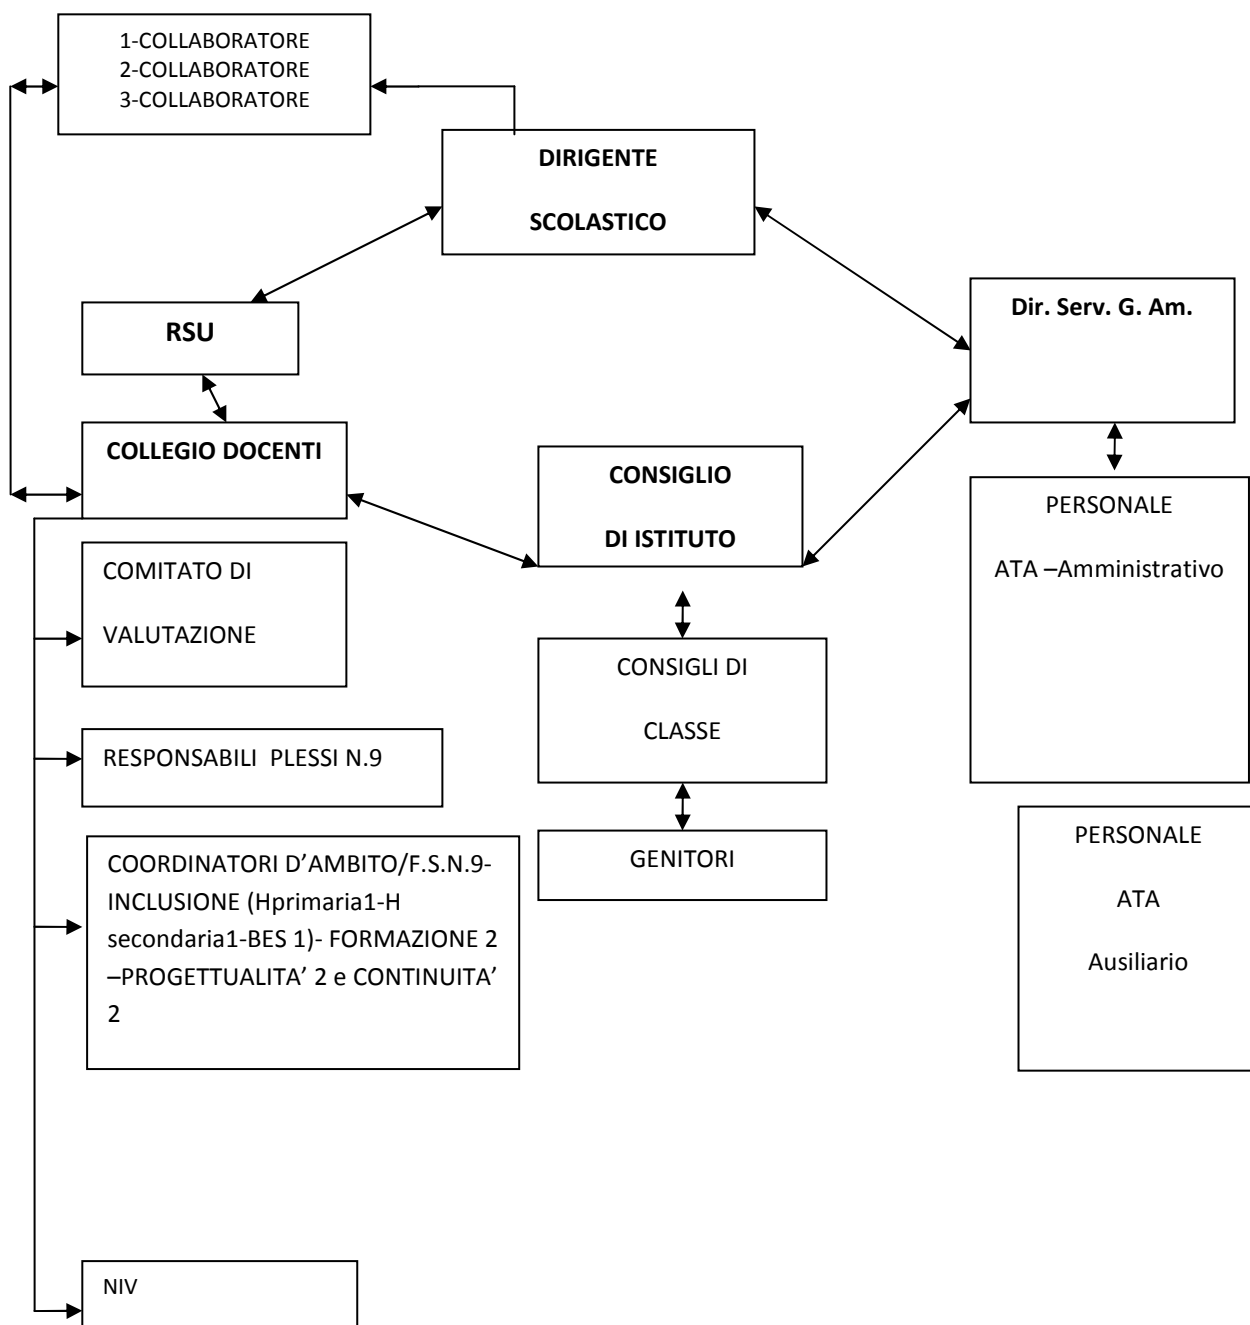 1-COLLABORATORE
2-COLLABORATORE
3-COLLABORATORE
DIRIGENTE
SCOLASTICO
RSU
Dir. Serv. G. Am.
COLLEGIO DOCENTI
CONSIGLIO
DI ISTITUTO
PERSONALE
ATA –Amministrativo
COMITATO DI
VALUTAZIONE
CONSIGLI DI
CLASSE
RESPONSABILI  PLESSI N.9
GENITORI
PERSONALE
ATA
Ausiliario
COORDINATORI D’AMBITO/F.S.N.9-
INCLUSIONE (Hprimaria1-H
secondaria1-BES 1)- FORMAZIONE 2
–PROGETTUALITA’ 2 e CONTINUITA’
2
NIV